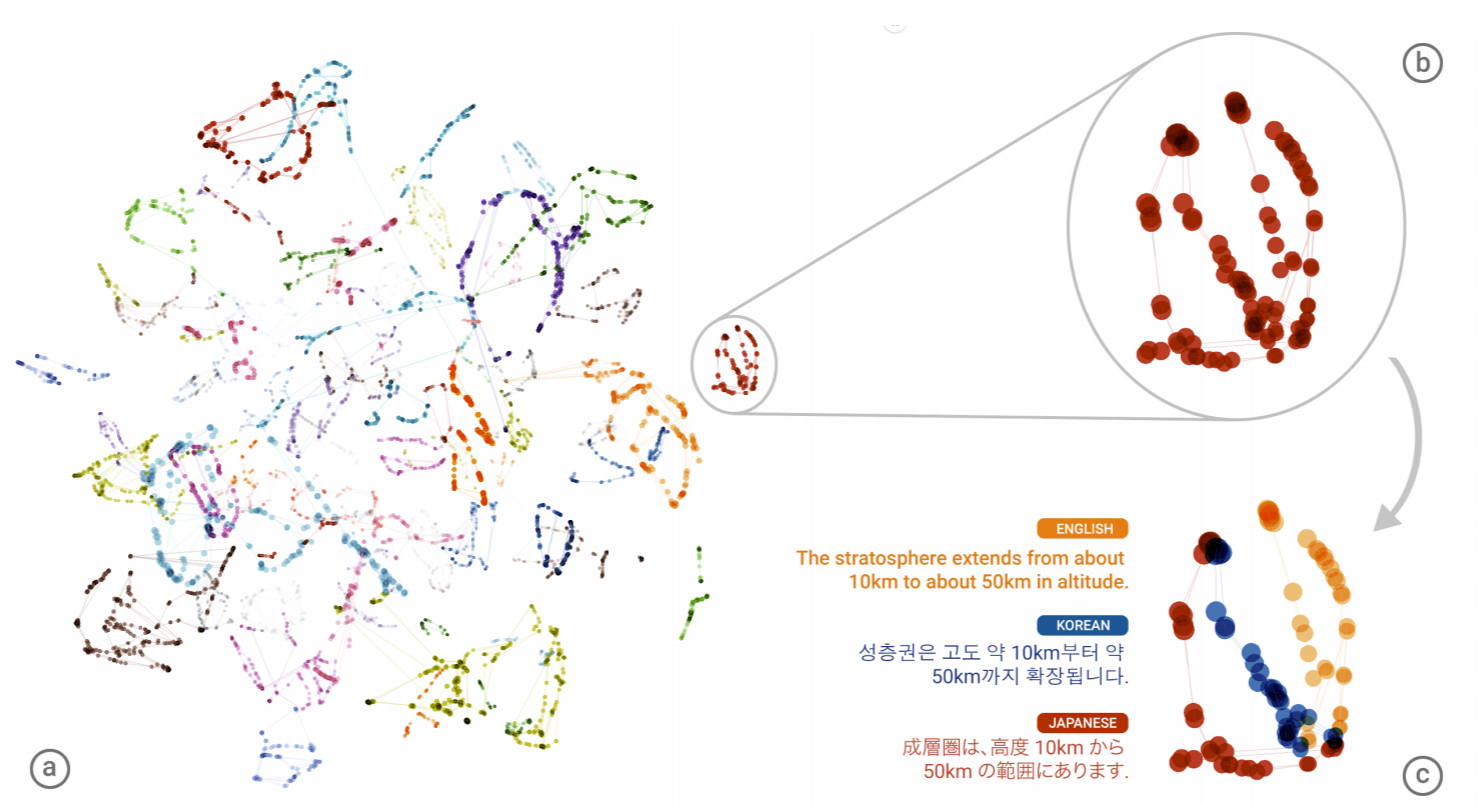 b
ENGLISH
The stratosphere extends from about
10km to about 50km in altitude.
KOREAN
성층권은 고도 약 10km부터 약
50km까지 확장됩니다.
JAPANESE
成層圏は、高度 10km から
50km の範囲にあります。
a
c